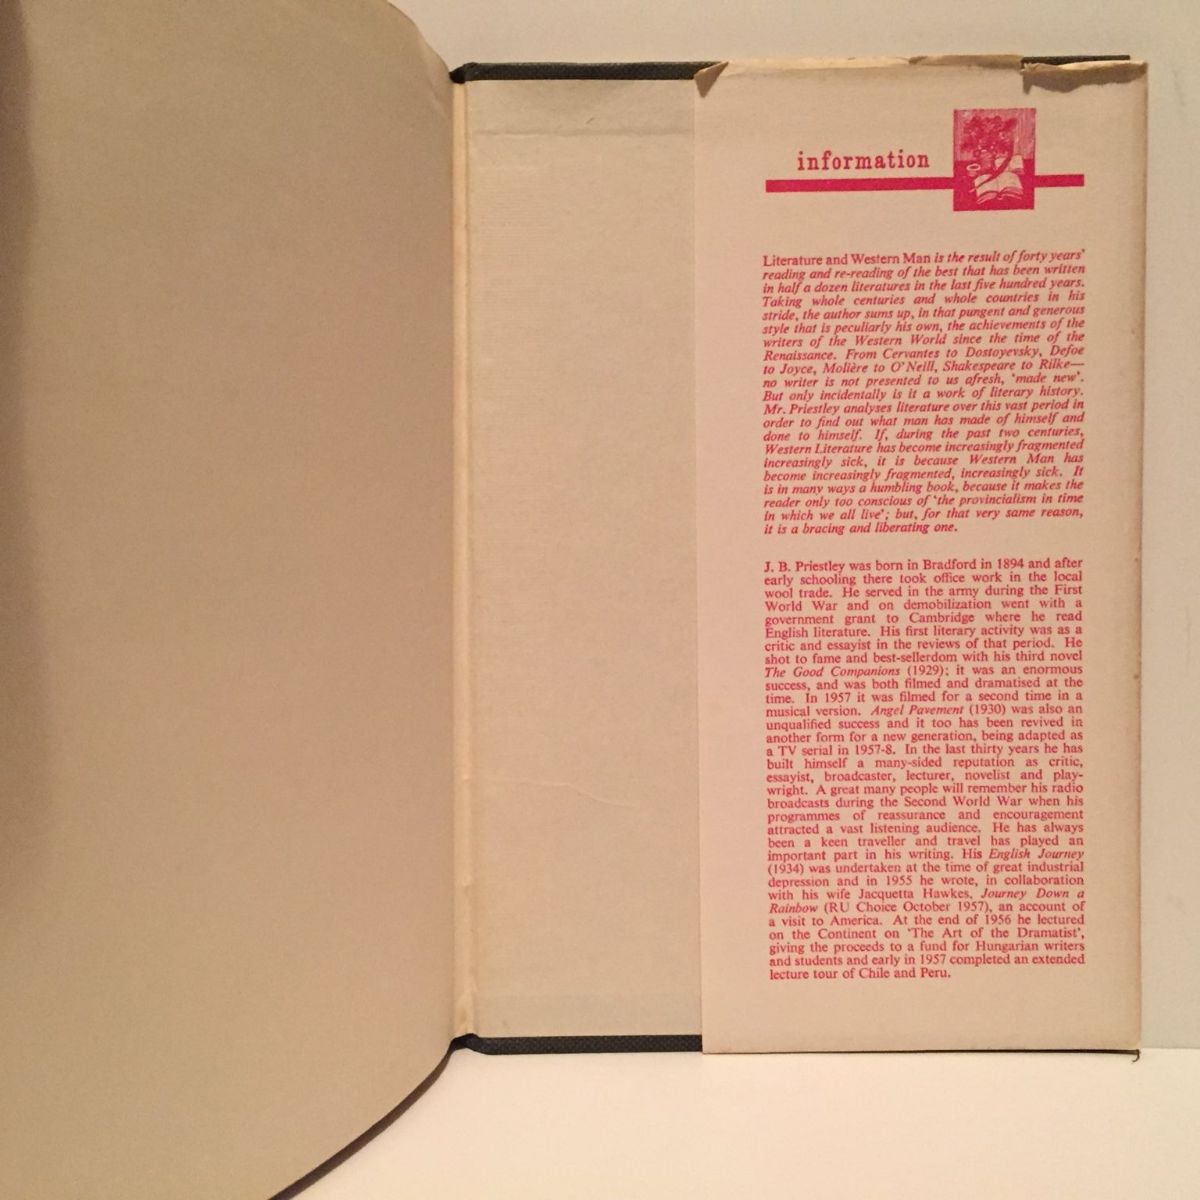 information
Literature and Western Man is the result of forty years'
reading and re-reading of the best that has been written
in half a dozen literatures in the last five hundred years.
Taking whole centuries and whole countries in his
stride, the author sums up, in that pungent and generous
style that is peculiarly his own, the achievements of the
writers of the Western World since the time of the
Renaissance. From Cervantes to Dostoyevsky, Defoe
to Joyce, Molière to O'Neill, Shakespeare to Rilke—
no writer is not presented to us afresh, 'made new'.
But only incidentally is it a work of literary history.
Mr. Priestley analyses literature over this vast period in
order to find out what man has made of himself and
done to himself. If, during the past two centuries,
Western Literature has become increasingly fragmented
increasingly sick, it is because Western Man has
become increasingly fragmented, increasingly sick. It
is in many ways a humbling book, because it makes the
reader only too conscious of 'the provincialism in time
in which we all live'; but, for that very same reason,
it is a bracing and liberating one.
J. B. Priestley was born in Bradford in 1894 and after
early schooling there took office work in the local
wool trade. He served in the army during the First
World War and on demobilization went with a
government grant to Cambridge where he read
English literature. His first literary activity was as a
critic and essayist in the reviews of that period. He
shot to fame and best-sellerdom with his third novel
The Good Companions (1929); it was an enormous
success, and was both filmed and dramatised at the
time. In 1957 it was filmed for a second time in a
musical version. Angel Pavement (1930) was also an
unqualified success and it too has been revived in
another form for a new generation, being adapted as
a TV serial in 1957-8. In the last thirty years he has
built himself a many-sided reputation as critic,
essayist, broadcaster, lecturer, novelist and play-
wright. A great many people will remember his radio
broadcasts during the Second World War when his
programmes of reassurance and encouragement
attracted a vast listening audience. He has always
been a keen traveller and travel has played an
important part in his writing. His English Journey
(1934) was undertaken at the time of great industrial
depression and in 1955 he wrote, in collaboration
with his wife Jacquetta Hawkes, Journey Down a
Rainbow (RU Choice October 1957), an account of
a visit to America. At the end of 1956 he lectured
on the Continent on 'The Art of the Dramatist',
giving the proceeds to a fund for Hungarian writers
and students and early in 1957 completed an extended
lecture tour of Chile and Peru.